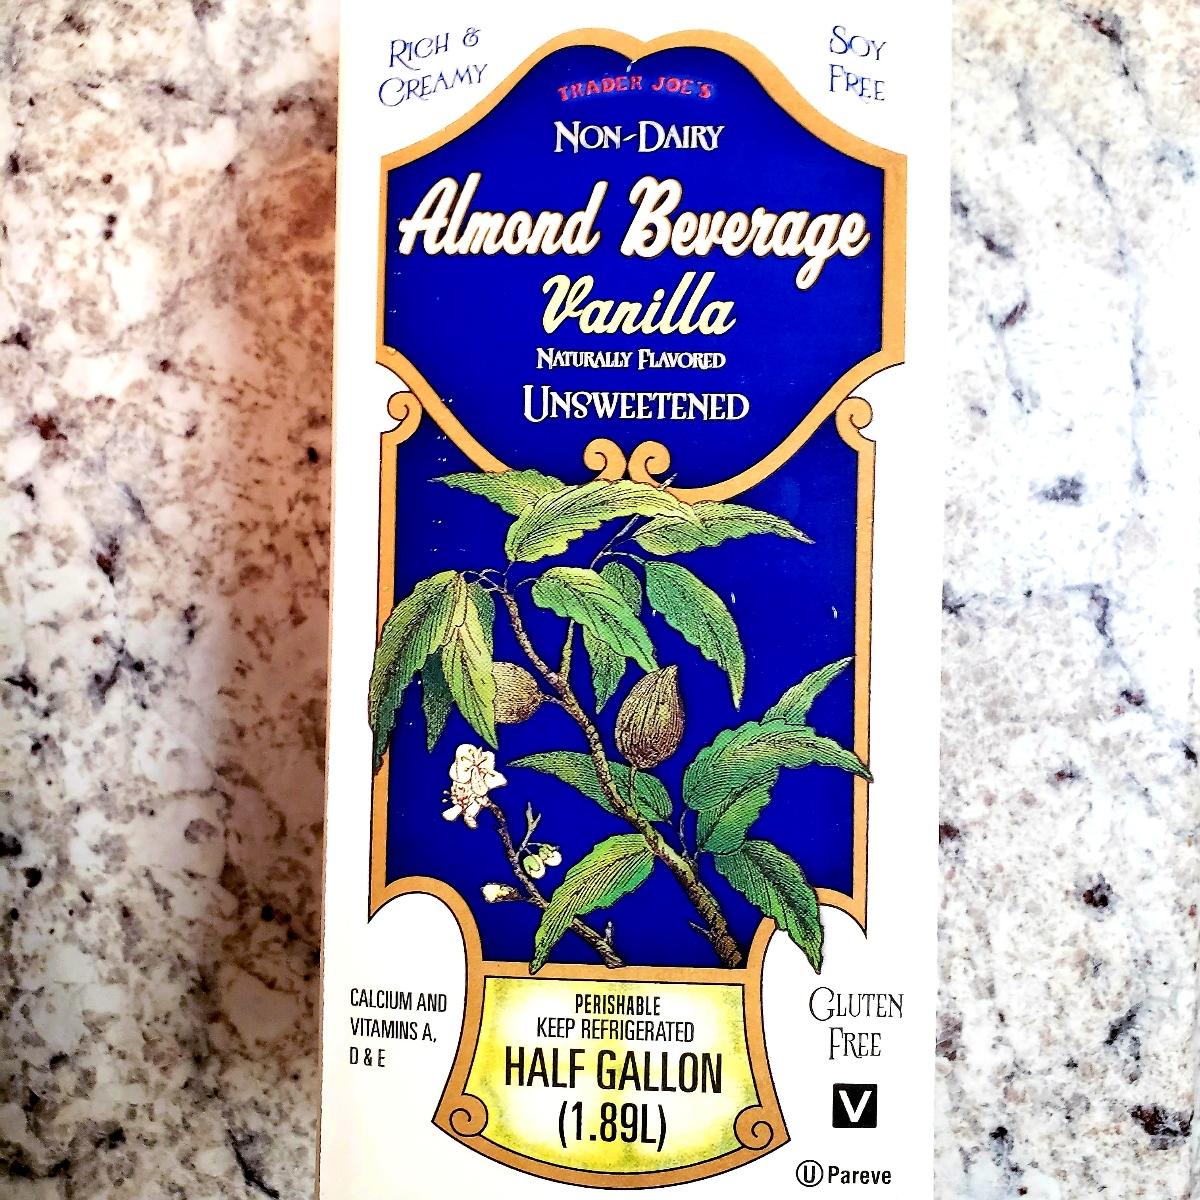 RICH &
CREAMY
SOY
FREE
TRADER JOE'S
NON-DAIRY
Almond Beverage
Vanilla
NATURALLY FLAVORED
UNSWEETENED
CALCIUM AND
VITAMINS A,
D & E
PERISHABLE
KEEP REFRIGERATED
HALF GALLON
(1.89L)
GLUTEN
FREE
V
U Pareve